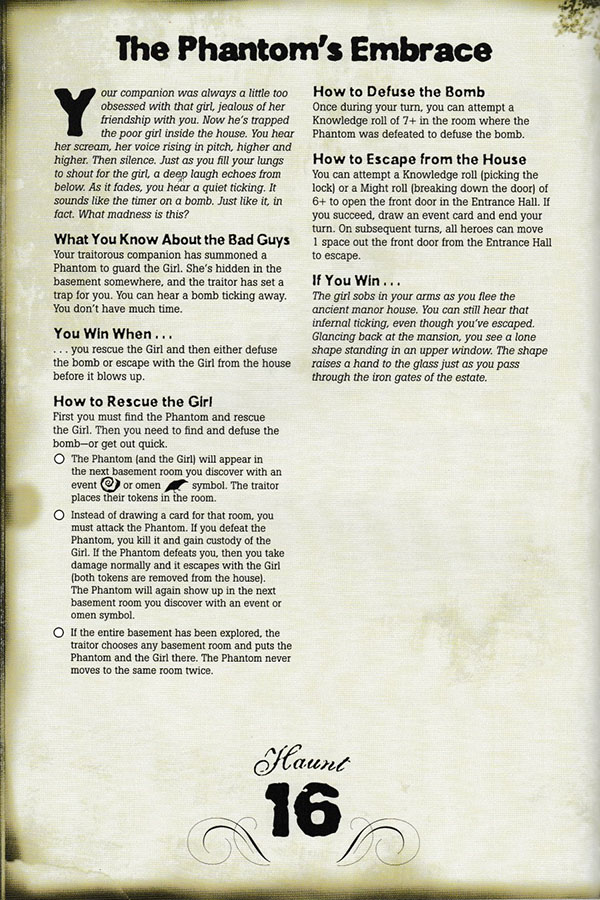 The Phantom's Embrace
Your companion was always a little too
obsessed with that girl, jealous of her
friendship with you. Now he's trapped
the poor girl inside the house. You hear
her scream, her voice rising in pitch, higher and
higher. Then silence. Just as you fill your lungs
to shout for the girl, a deep laugh echoes from
below. As it fades, you hear a quiet ticking. It
sounds like the timer on a bomb. Just like it, in
fact. What madness is this?
What You Know About the Bad Guys
Your traitorous companion has summoned a
Phantom to guard the Girl. She's hidden in the
basement somewhere, and the traitor has set a
trap for you. You can hear a bomb ticking away.
You don't have much time.
You Win When . . .
. . . you rescue the Girl and then either defuse
the bomb or escape with the Girl from the house
before it blows up.
How to Rescue the Girl
First you must find the Phantom and rescue
the Girl. Then you need to find and defuse the
bomb—or get out quick.
The Phantom (and the Girl) will appear in
the next basement room you discover with an
event or omen symbol. The traitor
places their tokens in the room.
Instead of drawing a card for that room, you
must attack the Phantom. If you defeat the
Phantom, you kill it and gain custody of the
Girl. If the Phantom defeats you, then you take
damage normally and it escapes with the Girl
(both tokens are removed from the house).
The Phantom will again show up in the next
basement room you discover with an event or
omen symbol.
If the entire basement has been explored, the
traitor chooses any basement room and puts the
Phantom and the Girl there. The Phantom never
moves to the same room twice.
How to Defuse the Bomb
Once during your turn, you can attempt a
Knowledge roll of 7+ in the room where the
Phantom was defeated to defuse the bomb.
How to Escape from the House
You can attempt a Knowledge roll (picking the
lock) or a Might roll (breaking down the door) of
6+ to open the front door in the Entrance Hall. If
you succeed, draw an event card and end your
turn. On subsequent turns, all heroes can move
1 space out the front door from the Entrance Hall
to escape.
If You Win . . .
The girl sobs in your arms as you flee the
ancient manor house. You can still hear that
infernal ticking, even though you've escaped.
Glancing back at the mansion, you see a lone
shape standing in an upper window. The shape
raises a hand to the glass just as you pass
through the iron gates of the estate.
Haunt
16